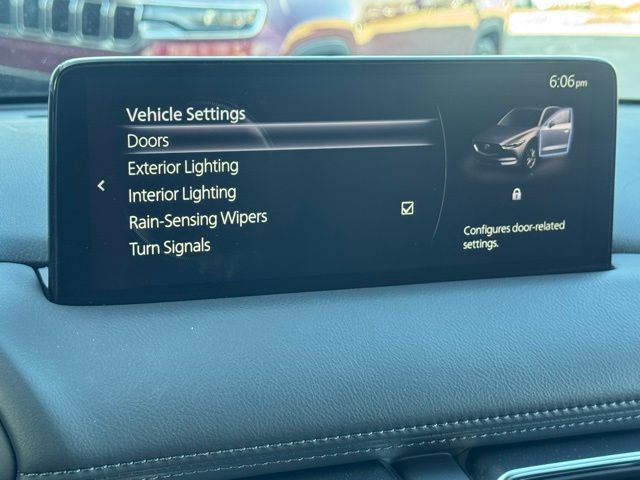 6:06pm
Vehicle Settings
Doors
Exterior Lighting
Interior Lighting
Rain-Sensing Wipers
Turn Signals
Configures door-related
settings.